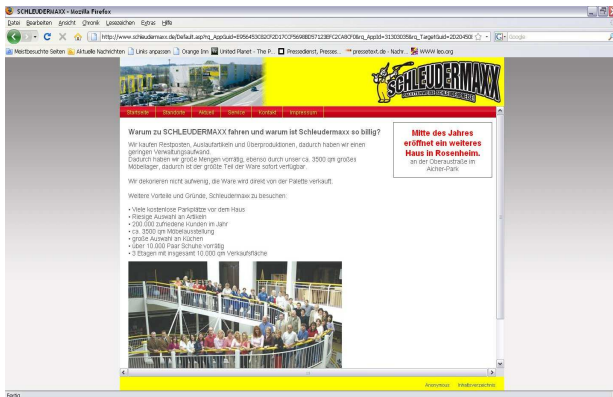 SCHLEUDERMAXX - Mozilla Firefox
Datei Bearbeiten Ansicht Chronik Lesezeichen Extras Hilfe
Google
Meistbesuchte Seiten Aktuelle Nachrichten Links anpassen Orange Inn United Planet - The P... Pressedienst, Presses... pressetext.de - Nachr... WWW leo.org
SCHLEUDERMAXX
Startseite Standorte Aktuell Service Kontakt Impressum
Warum zu SCHLEUDERMAXX fahren und warum ist Schleudermaxx so billig?
Wir kaufen Restposten, Auslaufartikeln und Überproduktionen, dadurch haben wir einen
geringen Verwaltungsaufwand.
Dadurch haben wir große Mengen vorrätig, ebenso durch unser ca. 3500 qm großes
Möbellager, dadurch ist der größte Teil der Ware sofort verfügbar.
Wir dekorieren nicht aufwenig, die Ware wird direkt von der Palette verkauft.
Weitere Vorteile und Gründe, Schleudermaxx zu besuchen:
• Viele kostenlose Parkplätze vor dem Haus
• Riesige Auswahl an Artikeln
• 200.000 zufriedene Kunden im Jahr
• ca. 3500 qm Möbelausstellung
• große Auswahl an Küchen
• über 10.000 Paar Schuhe vorrätig
• 3 Etagen mit insgesamt 10.000 qm Verkaufsfläche
Mitte des Jahres
eröffnet ein weiteres
Haus in Rosenheim.
an der Oberaustraße im
Aicher-Park
Anonymous Inhaltsverzeichnis
Fertig